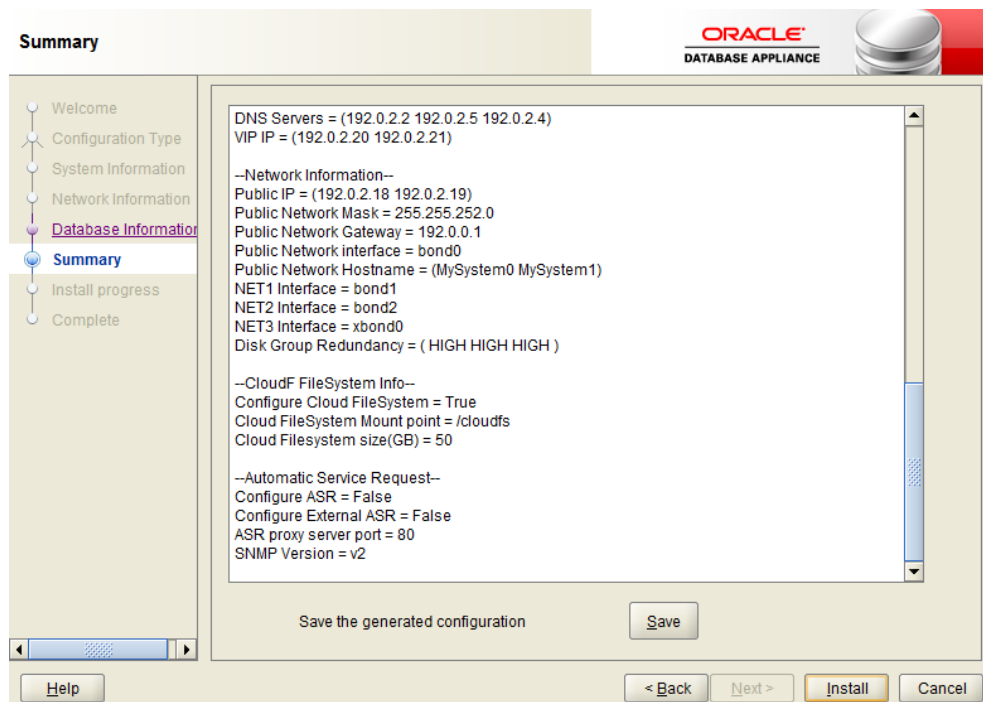 Summary
ORACLE
DATABASE APPLIANCE
Welcome
Configuration Type
System Information
Network Information
Database Information
Summary
Install progress
Complete
DNS Servers = (192.0.2.2 192.0.2.5 192.0.2.4)
VIP IP = (192.0.2.20 192.0.2.21)
--Network Information--
Public IP = (192.0.2.18 192.0.2.19)
Public Network Mask = 255.255.252.0
Public Network Gateway = 192.0.0.1
Public Network interface = bond0
Public Network Hostname = (MySystem0 MySystem1)
NET1 Interface = bond1
NET2 Interface = bond2
NET3 Interface = xbond0
Disk Group Redundancy = ( HIGH HIGH HIGH )
--CloudF FileSystem Info--
Configure Cloud FileSystem = True
Cloud FileSystem Mount point = /cloudfs
Cloud Filesystem size(GB) = 50
--Automatic Service Request--
Configure ASR = False
Configure External ASR = False
ASR proxy server port = 80
SNMP Version = v2
Save the generated configuration
Save
Help
< Back
Next >
Install
Cancel